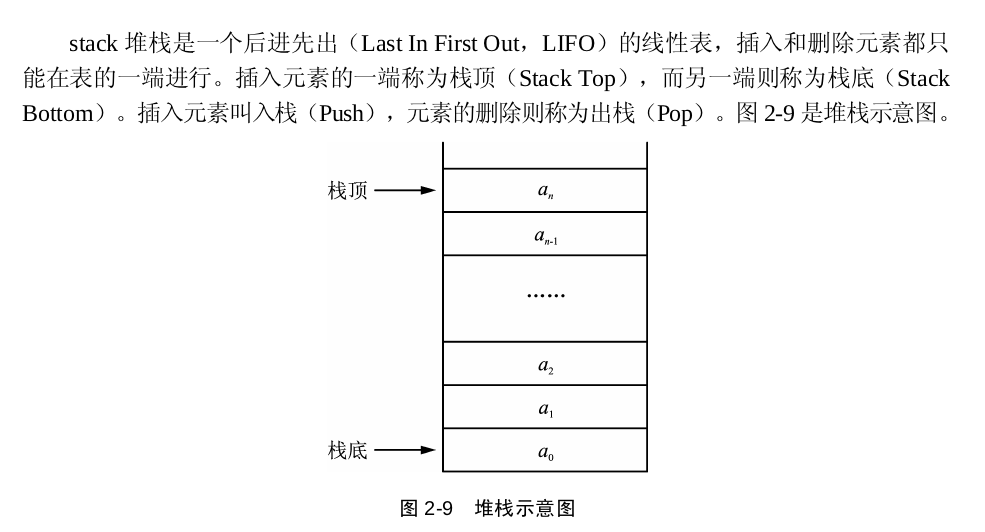 stack 堆栈是一个后进先出（Last In First Out，LIFO）的线性表，插入和删除元素都只
能在表的一端进行。插入元素的一端称为栈顶（Stack Top），而另一端则称为栈底（Stack
Bottom）。插入元素叫入栈（Push），元素的删除则称为出栈（Pop）。图 2-9 是堆栈示意图。
栈顶
aₙ
aₙ₋₁
……
a₂
a₁
栈底
a₀
图 2-9 堆栈示意图